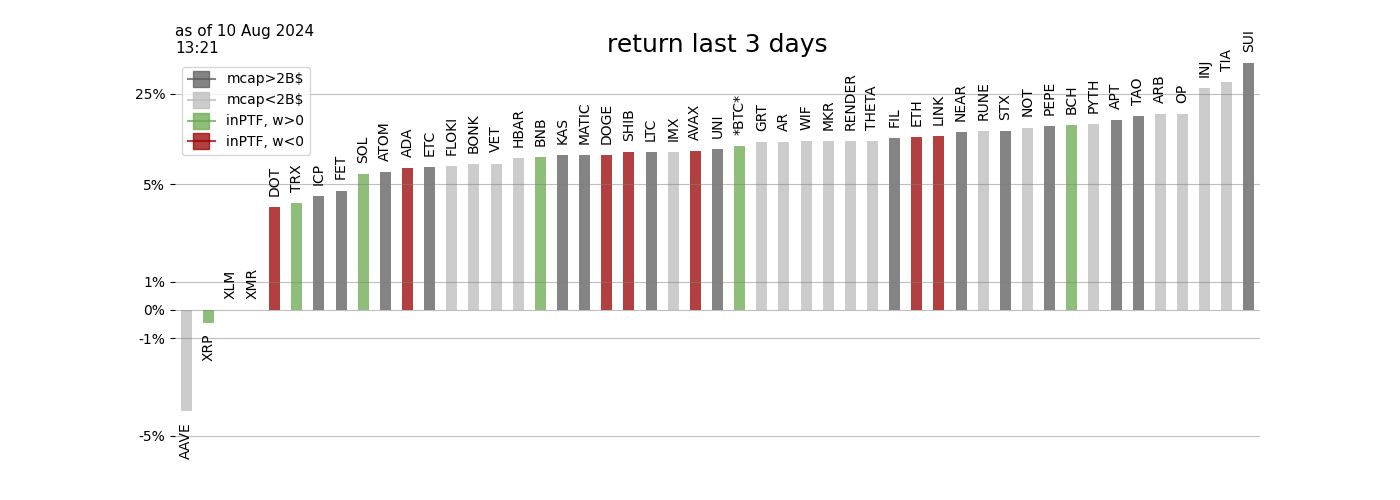 as of 10 Aug 2024
13:21
return last 3 days
mcap>2B$
mcap<2B$
inPTF, w>0
inPTF, w<0
25%
5%
1%
0%
-1%
-5%
AAVE
XRP
XLM
XMR
DOT
TRX
ICP
FET
SOL
ATOM
ADA
ETC
FLOKI
BONK
VET
HBAR
BNB
KAS
MATIC
DOGE
SHIB
LTC
IMX
AVAX
UNI
*BTC*
GRT
AR
WIF
MKR
RENDER
THETA
FIL
ETH
LINK
NEAR
RUNE
STX
NOT
PEPE
BCH
PYTH
APT
TAO
ARB
OP
INJ
TIA
SUI